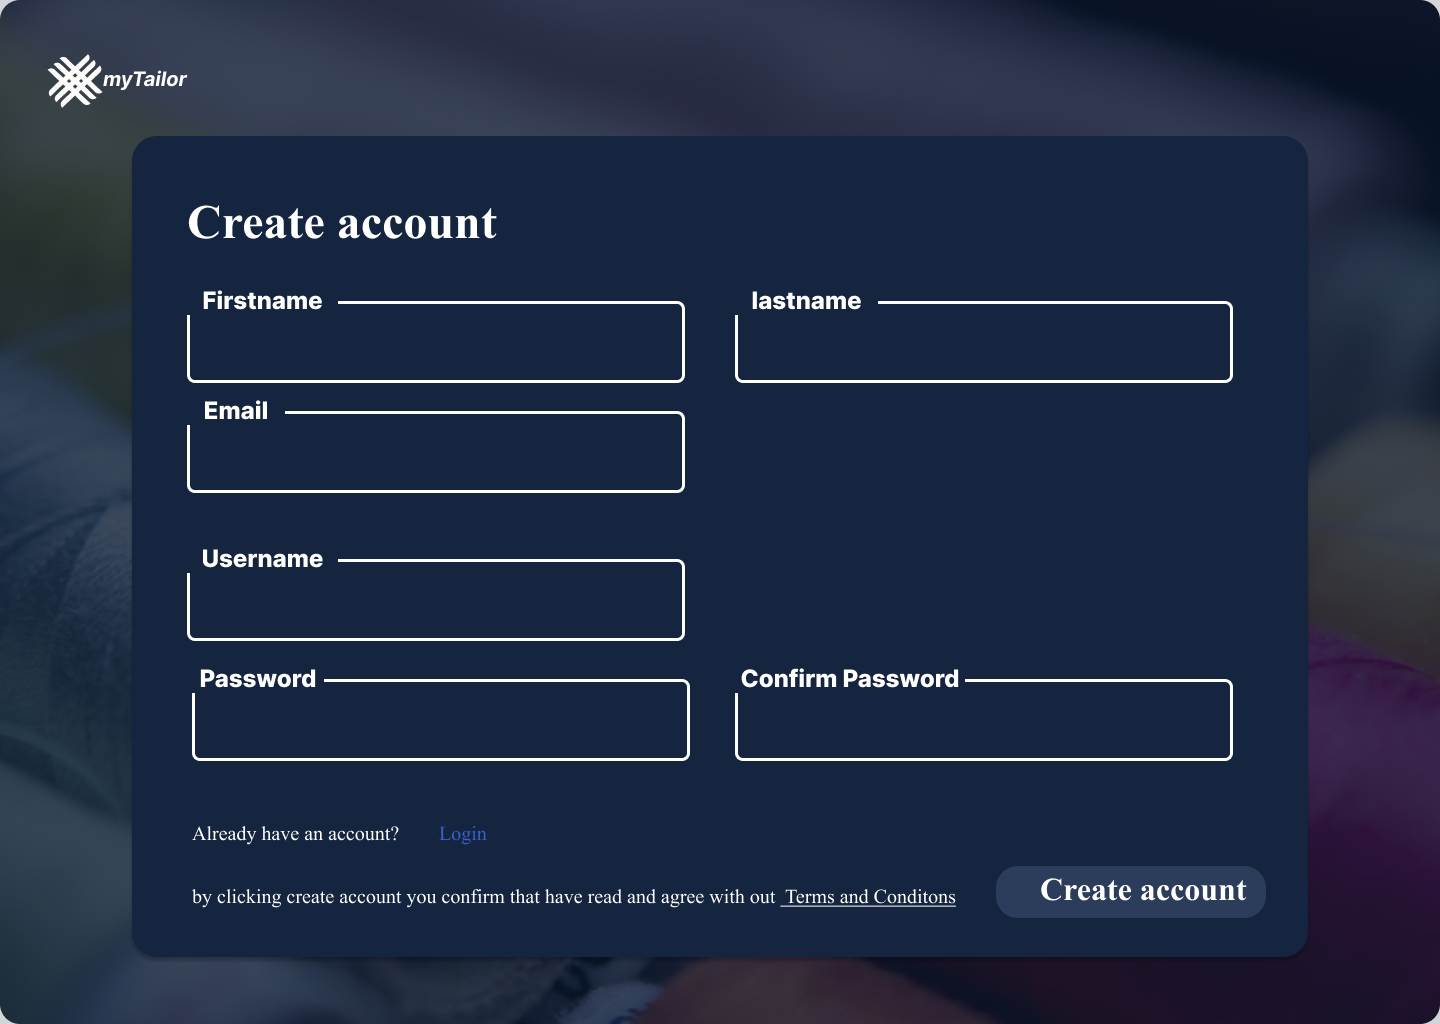 myTailor
Create account
Firstname
lastname
Email
Username
Password
Confirm Password
Already have an account? Login
by clicking create account you confirm that have read and agree with out Terms and Conditons
Create account